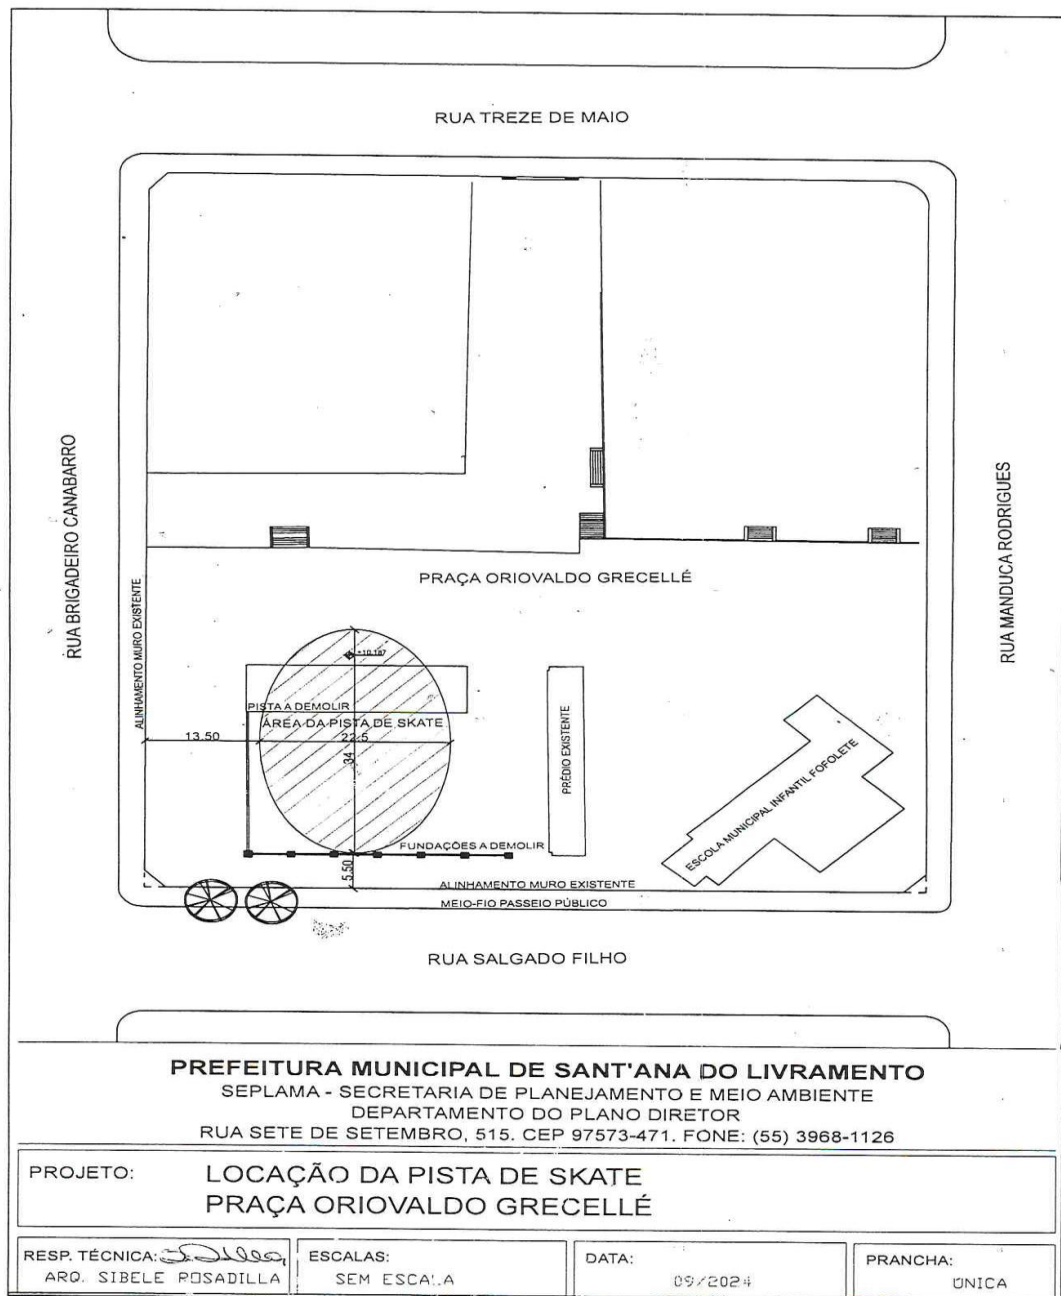 RUA TREZE DE MAIO
RUA BRIGADEIRO CANABARRO
RUA MANDUCA RODRIGUES
PRAÇA ORIOVALDO GRECELLÉ
ALINHAMENTO MURO EXISTENTE
+10.187
PISTA A DEMOLIR
ÁREA DA PISTA DE SKATE
13.50
22.5
34
PRÉDIO EXISTENTE
ESCOLA MUNICIPAL INFANTIL FOFOLETE
FUNDAÇÕES A DEMOLIR
5.50
ALINHAMENTO MURO EXISTENTE
MEIO-FIO PASSEIO PÚBLICO
RUA SALGADO FILHO
PREFEITURA MUNICIPAL DE SANT'ANA DO LIVRAMENTO
SEPLAMA - SECRETARIA DE PLANEJAMENTO E MEIO AMBIENTE
DEPARTAMENTO DO PLANO DIRETOR
RUA SETE DE SETEMBRO, 515. CEP 97573-471. FONE: (55) 3968-1126
PROJETO: LOCAÇÃO DA PISTA DE SKATE
PRAÇA ORIOVALDO GRECELLÉ
RESP. TÉCNICA:
ARQ. SIBELE POSADILLA
ESCALAS:
SEM ESCALA
DATA:
09/2024
PRANCHA:
ÚNICA